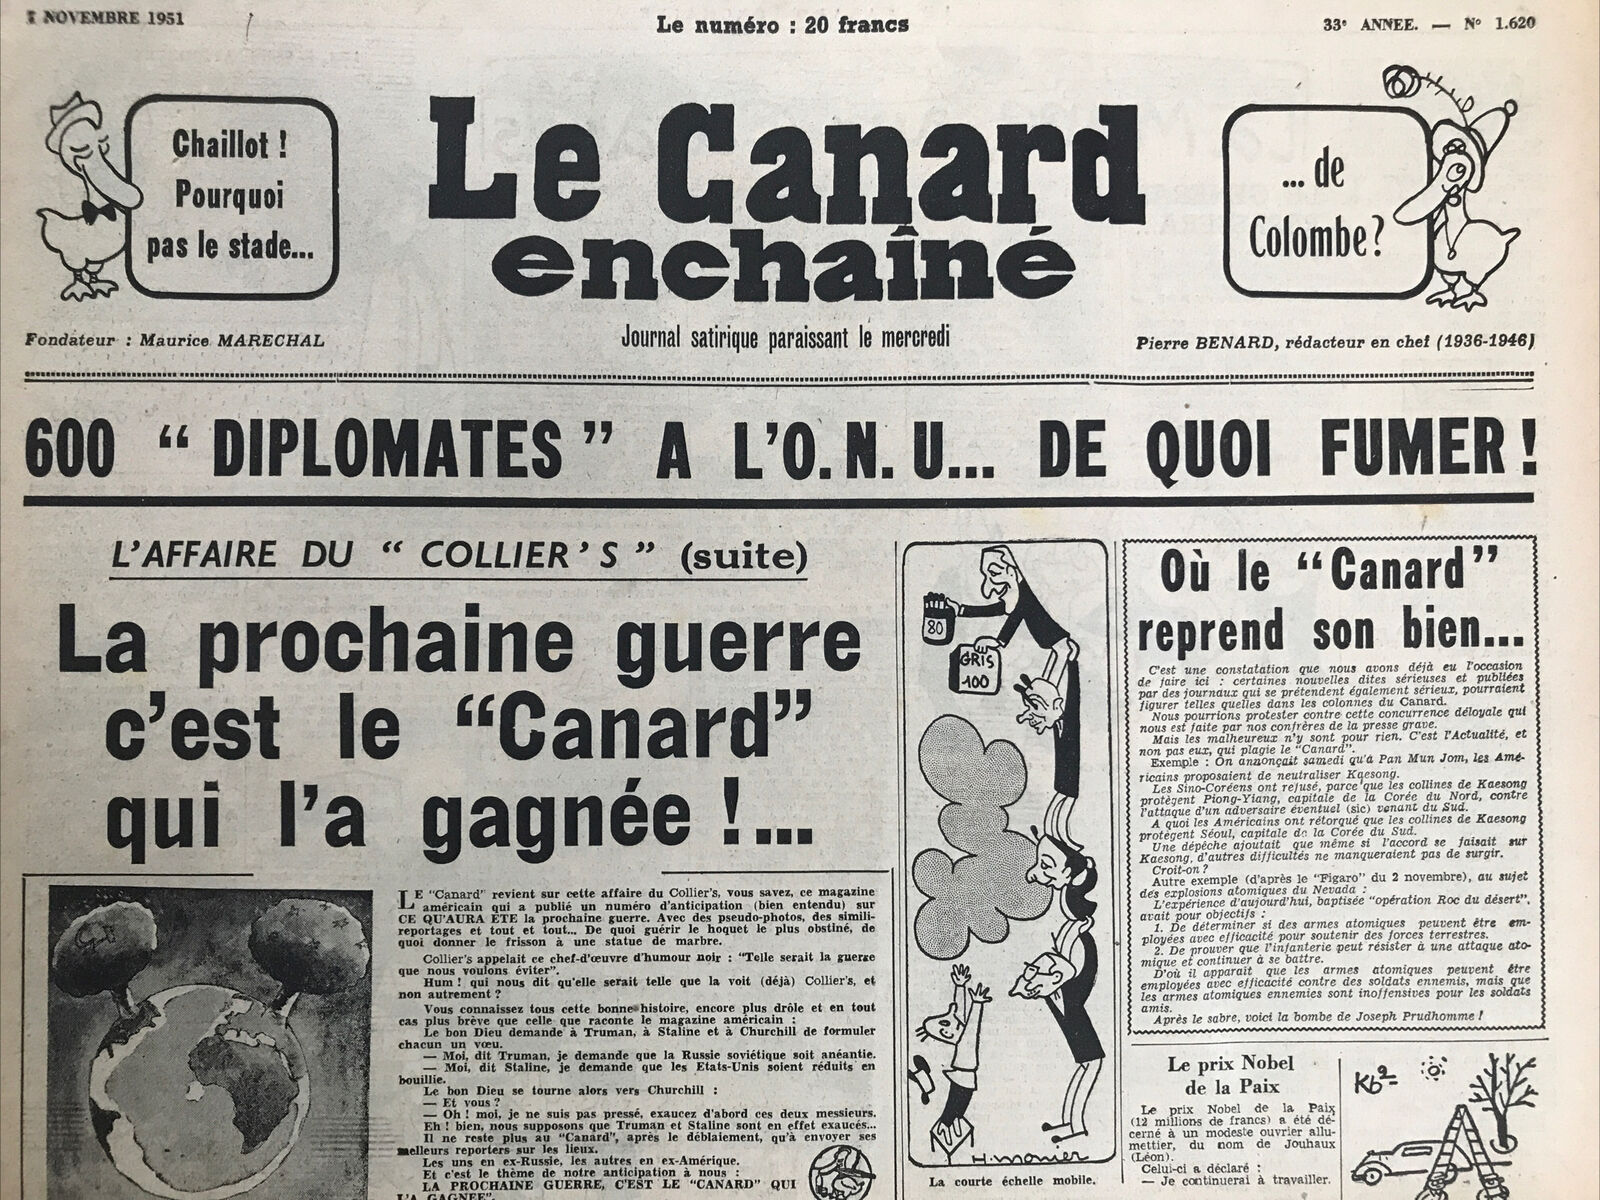 7 NOVEMBRE 1951
Le numéro : 20 francs
33e ANNEE. — No 1.620
Chaillot !
Pourquoi
pas le stade...
Le Canard
enchaîné
... de
Colombe ?
Fondateur : Maurice MARECHAL
Journal satirique paraissant le mercredi
Pierre BENARD, rédacteur en chef (1936-1946)
600 “ DIPLOMATES ” A L'O.N.U... DE QUOI FUMER !
L'AFFAIRE DU “ COLLIER'S ” (suite)
La prochaine guerre
c'est le “Canard”
qui l'a gagnée !...
LE "Canard" revient sur cette affaire du Collier's, vous savez, ce magazine
américain qui a publié un numéro d'anticipation (bien entendu) sur
CE QU'AURA ETE la prochaine guerre. Avec des pseudo-photos, des simili-
reportages et tout et tout... De quoi guérir le hoquet le plus obstiné, de
quoi donner le frisson à une statue de marbre.
Collier's appelait ce chef-d'œuvre d'humour noir : "Telle serait la guerre
que nous voulons éviter".
Hum ! qui nous dit qu'elle serait telle que la voit (déjà) Collier's, et
non autrement ?
Vous connaissez tous cette bonne histoire, encore plus drôle et en tout
cas plus brève que celle que raconte le magazine américain :
Le bon Dieu demande à Truman, à Staline et à Churchill de formuler
chacun un vœu.
— Moi, dit Truman, je demande que la Russie soviétique soit anéantie.
— Moi, dit Staline, je demande que les Etats-Unis soient réduits en
bouillie.
Le bon Dieu se tourne alors vers Churchill :
— Et vous ?
— Oh ! moi, je ne suis pas pressé, exaucez d'abord ces deux messieurs.
Eh ! bien, nous supposons que Truman et Staline sont en effet exaucés...
Il ne reste plus au "Canard", après le déblaiement, qu'à envoyer ses
meilleurs reporters sur les lieux.
Les uns en ex-Russie, les autres en ex-Amérique.
Et c'est le thème de notre anticipation à nous :
LA PROCHAINE GUERRE, C'EST LE "CANARD" QUI
L'A GAGNEE".
80
GRIS
100
H. Monier
La courte échelle mobile.
Où le “Canard”
reprend son bien...
C'est une constatation que nous avons déjà eu l'occasion
de faire ici : certaines nouvelles dites sérieuses et publiées
par des journaux qui se prétendent également sérieux, pourraient
figurer telles quelles dans les colonnes du Canard.
Nous pourrions protester contre cette concurrence déloyale qui
nous est faite par nos confrères de la presse grave.
Mais les malheureux n'y sont pour rien. C'est l'Actualité, et
non pas eux, qui plagie le "Canard".
Exemple : On annonçait samedi qu'à Pan Mun Jom, les Amé-
ricains proposaient de neutraliser Kaesong.
Les Sino-Coréens ont refusé, parce que les collines de Kaesong
protègent Piong-Yiang, capitale de la Corée du Nord, contre
l'attaque d'un adversaire éventuel (sic) venant du Sud.
A quoi les Américains ont rétorqué que les collines de Kaesong
protègent Séoul, capitale de la Corée du Sud.
Une dépêche ajoutait que même si l'accord se faisait sur
Kaesong, d'autres difficultés ne manqueraient pas de surgir.
Croit-on ?
Autre exemple (d'après le "Figaro" du 2 novembre), au sujet
des explosions atomiques du Nevada :
L'expérience d'aujourd'hui, baptisée "opération Roc du désert",
avait pour objectifs :
1. De déterminer si des armes atomiques peuvent être em-
ployées avec efficacité pour soutenir des forces terrestres.
2. De prouver que l'infanterie peut résister à une attaque ato-
mique et continuer à se battre.
D'où il apparaît que les armes atomiques peuvent être
employées avec efficacité contre des soldats ennemis, mais que
les armes atomiques ennemies sont inoffensives pour les soldats
amis.
Après le sabre, voici la bombe de Joseph Prudhomme !
Le prix Nobel
de la Paix
Le prix Nobel de la Paix
(12 millions de francs) a été dé-
cerné à un modeste ouvrier allu-
mettier, du nom de Jouhaux
(Léon).
Celui-ci a déclaré :
— Je continuerai à travailler.